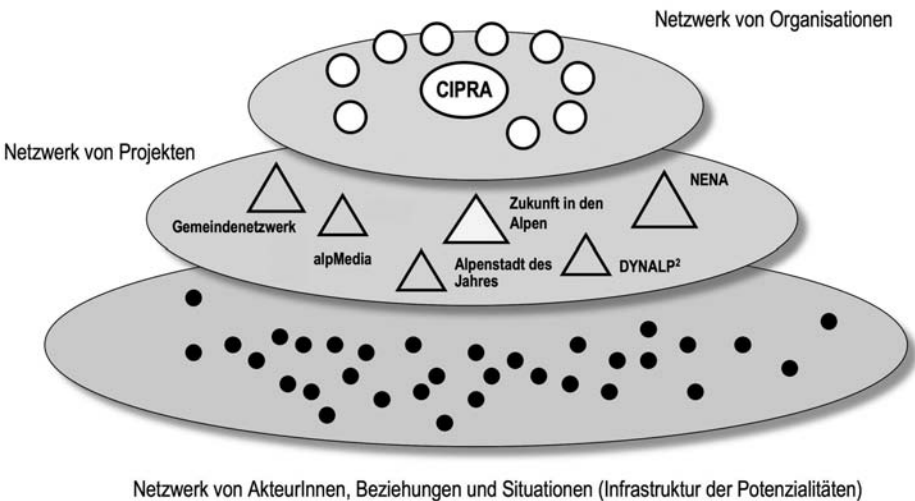 Netzwerk von Organisationen
CIPRA
Netzwerk von Projekten
NENA
Zukunft in den
Alpen
Gemeindenetzwerk
alpMedia
Alpenstadt des
Jahres
DYNALP²
Netzwerk von AkteurInnen, Beziehungen und Situationen (Infrastruktur der Potenzialitäten)